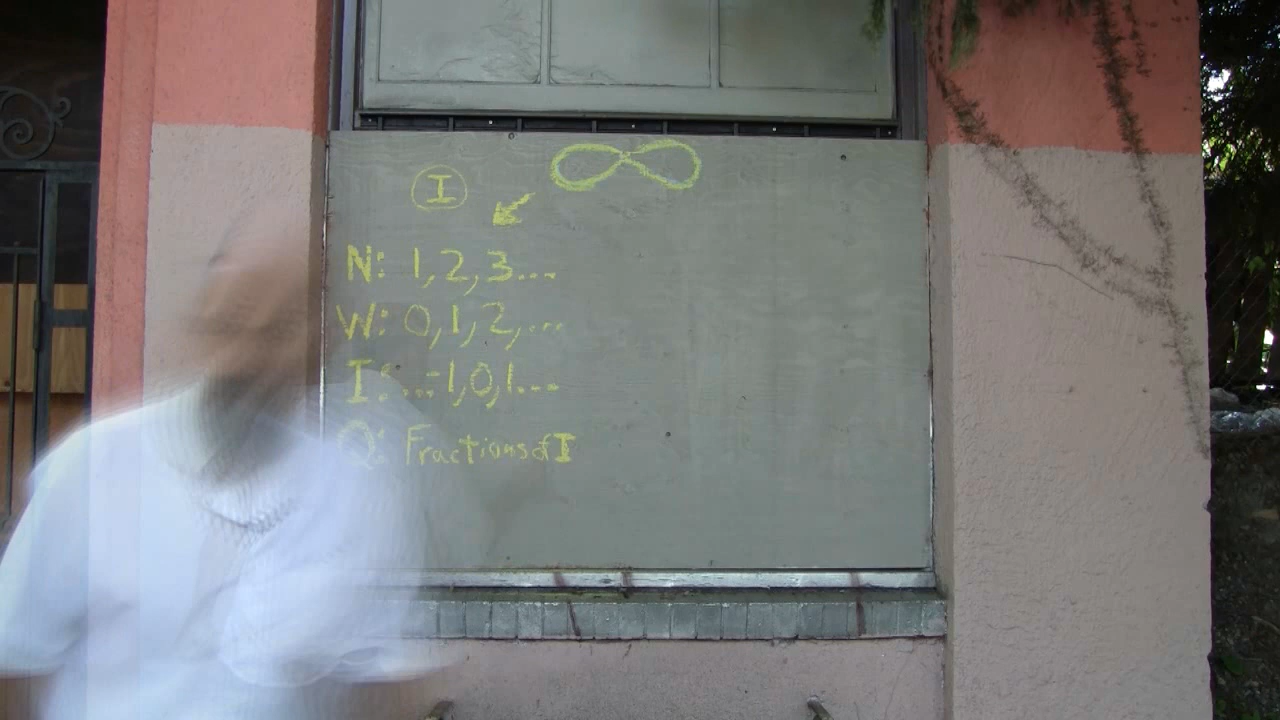 ∞
I
N: 1,2,3...
W: 0,1,2,...
I: ...-1,0,1...
Q: Fractions of I